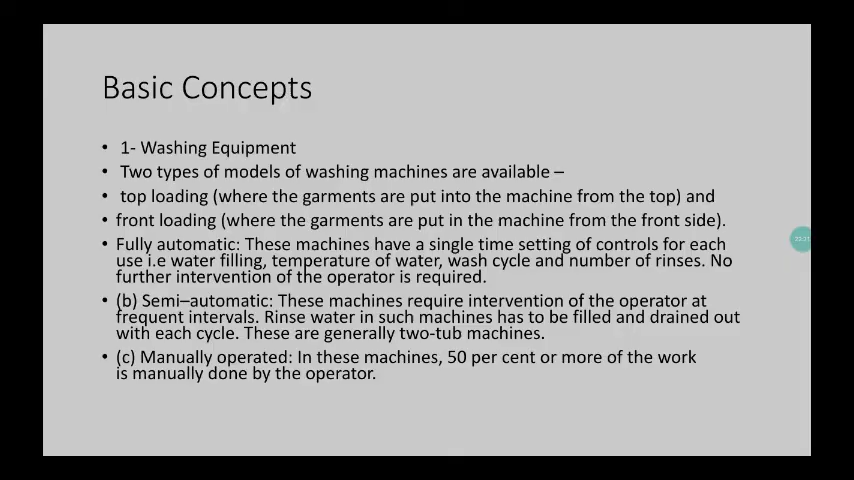 Basic Concepts
• 1- Washing Equipment
• Two types of models of washing machines are available –
• top loading (where the garments are put into the machine from the top) and
• front loading (where the garments are put in the machine from the front side).
• Fully automatic: These machines have a single time setting of controls for each
use i.e water filling, temperature of water, wash cycle and number of rinses. No
further intervention of the operator is required.
• (b) Semi–automatic: These machines require intervention of the operator at
frequent intervals. Rinse water in such machines has to be filled and drained out
with each cycle. These are generally two-tub machines.
• (c) Manually operated: In these machines, 50 per cent or more of the work
is manually done by the operator.